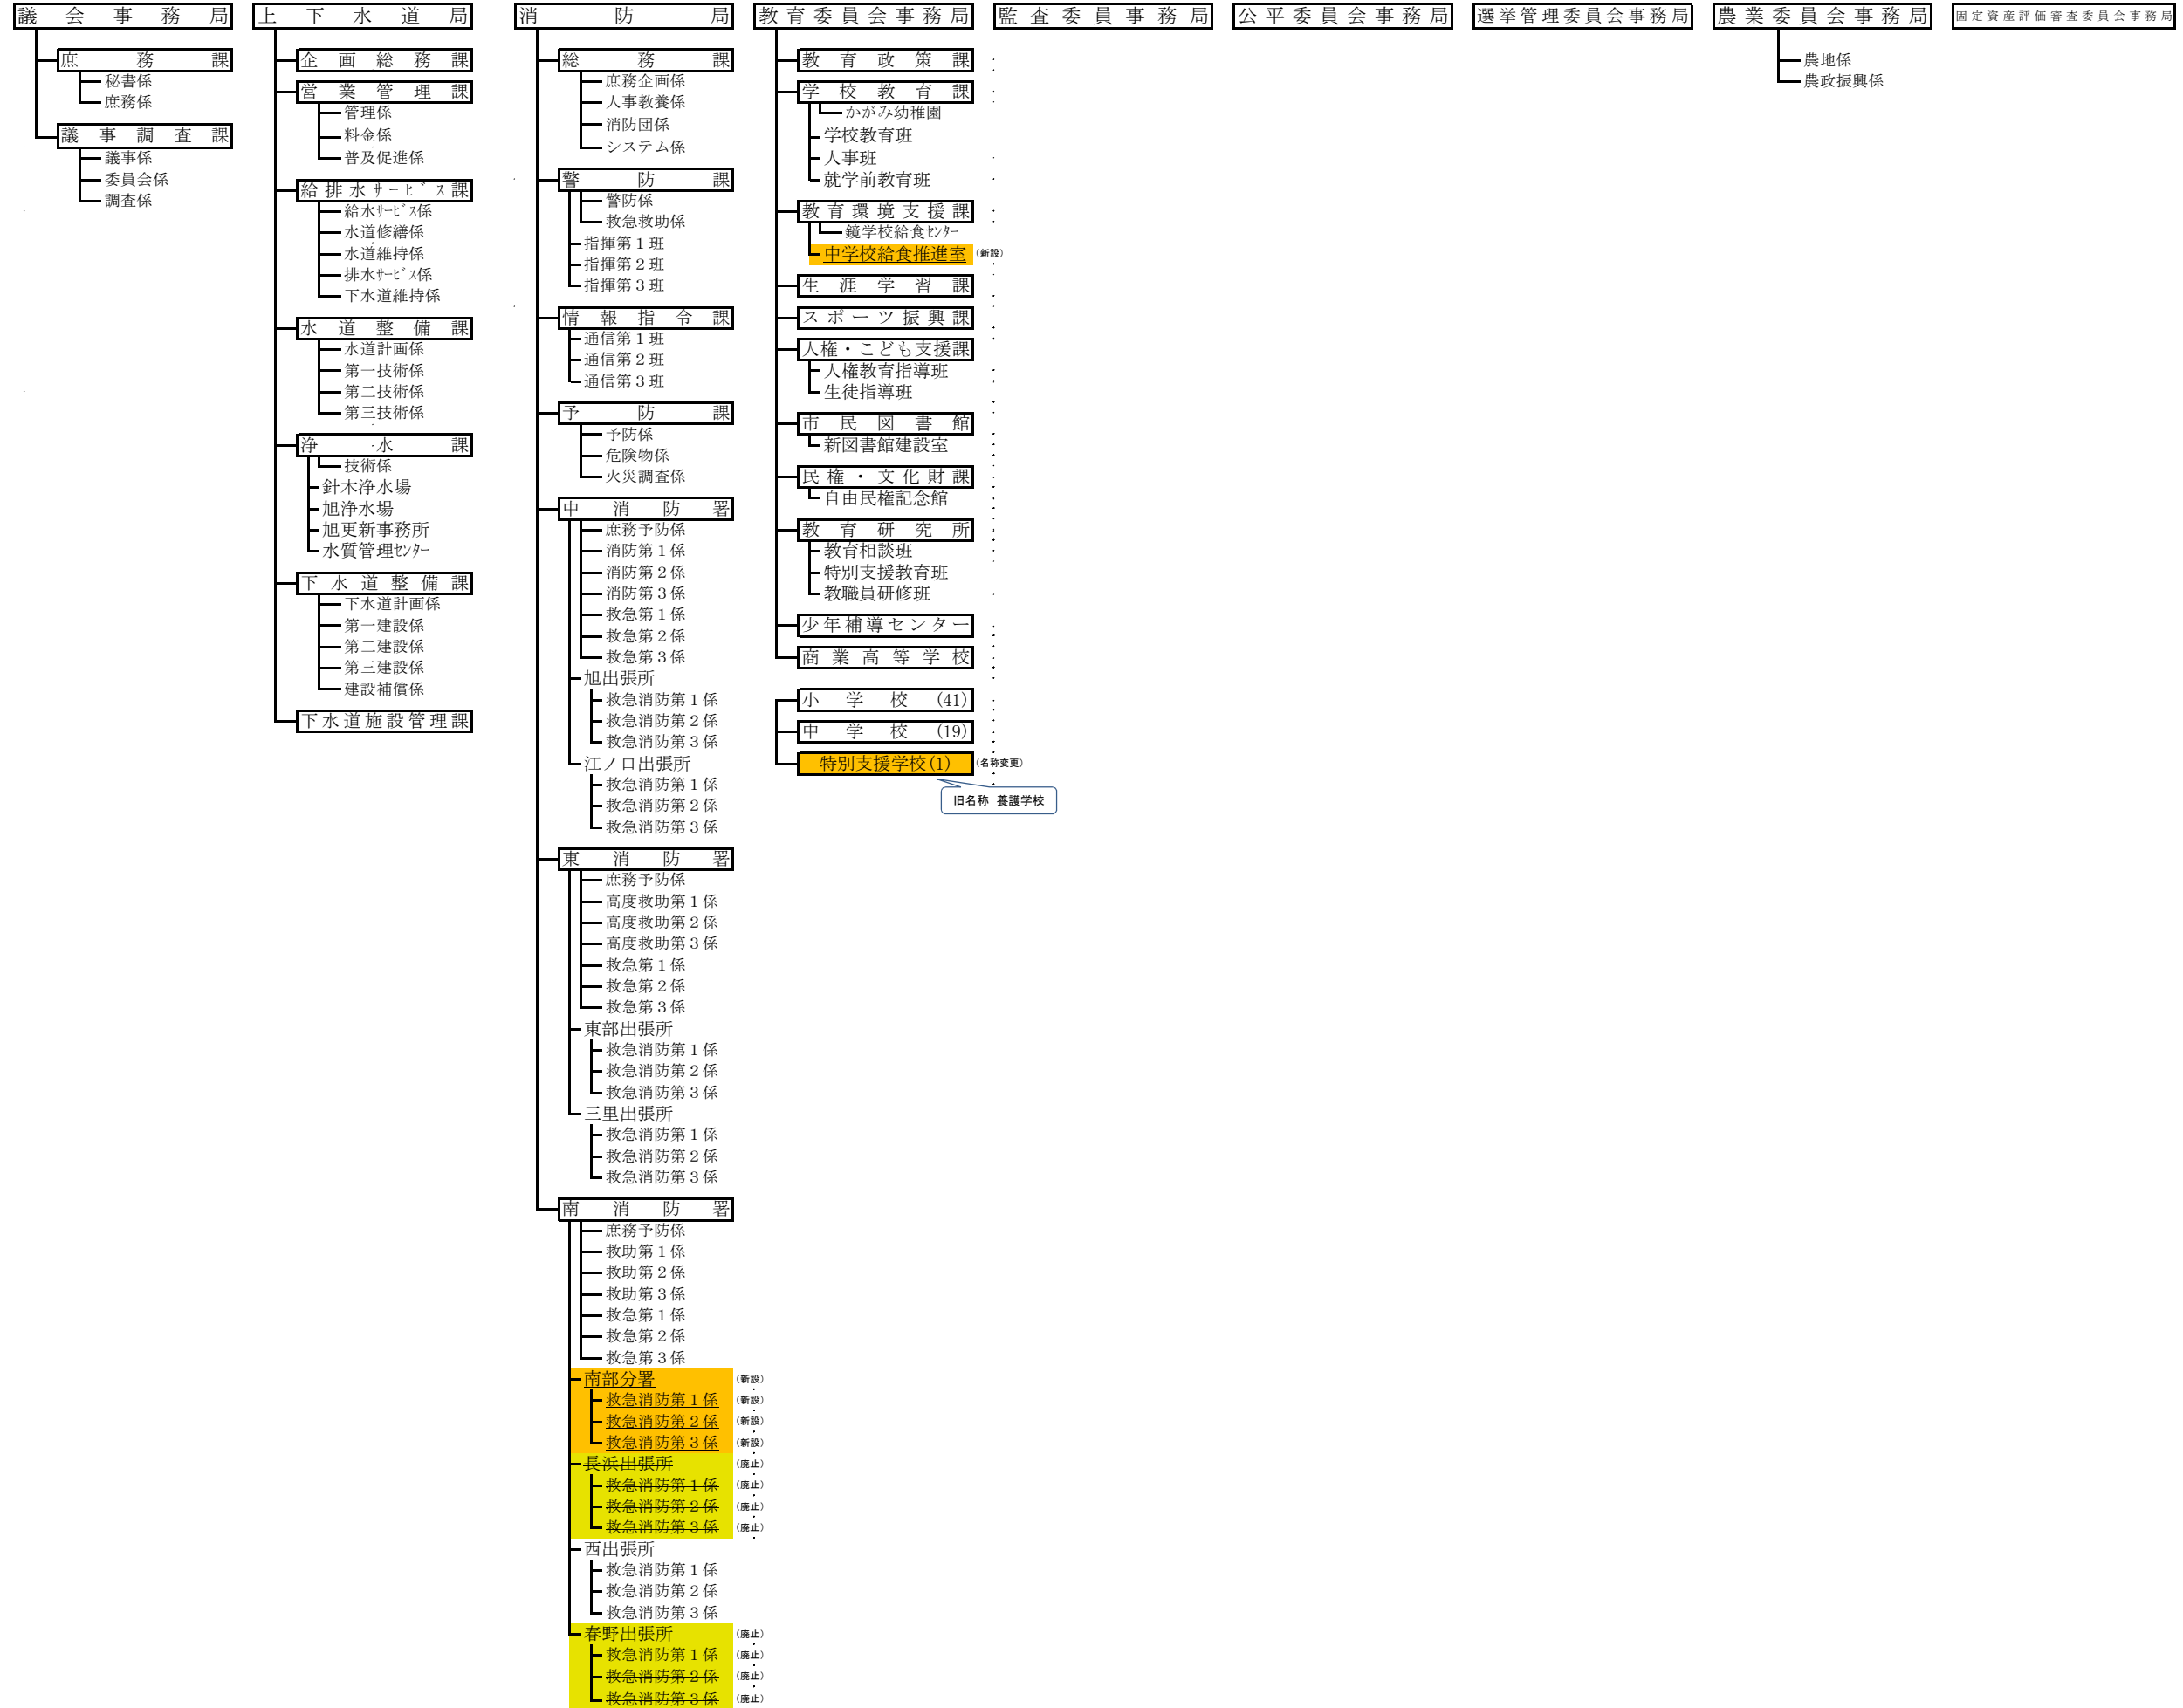 議会事務局
庶務課
秘書係
庶務係
議事調査課
議事係
委員会係
調査係
上下水道局
企画総務課
営業管理課
管理係
料金係
普及促進係
給排水ｻｰﾋﾞｽ課
給水ｻｰﾋﾞｽ係
水道修繕係
水道維持係
排水ｻｰﾋﾞｽ係
下水道維持係
水道整備課
水道計画係
第一技術係
第二技術係
第三技術係
浄水課
技術係
針木浄水場
旭浄水場
旭更新事務所
水質管理ｾﾝﾀｰ
下水道整備課
下水道計画係
第一建設係
第二建設係
第三建設係
建設補償係
下水道施設管理課
消防局
総務課
庶務企画係
人事教養係
消防団係
システム係
警防課
警防係
救急救助係
指揮第１班
指揮第２班
指揮第３班
情報指令課
通信第１班
通信第２班
通信第３班
予防課
予防係
危険物係
火災調査係
中消防署
庶務予防係
消防第１係
消防第２係
消防第３係
救急第１係
救急第２係
救急第３係
旭出張所
救急消防第１係
救急消防第２係
救急消防第３係
江ノ口出張所
救急消防第１係
救急消防第２係
救急消防第３係
東消防署
庶務予防係
高度救助第１係
高度救助第２係
高度救助第３係
救急第１係
救急第２係
救急第３係
東部出張所
救急消防第１係
救急消防第２係
救急消防第３係
三里出張所
救急消防第１係
救急消防第２係
救急消防第３係
南消防署
庶務予防係
救助第１係
救助第２係
救助第３係
救急第１係
救急第２係
救急第３係
南部分署 (新設)
救急消防第１係 (新設)
救急消防第２係 (新設)
救急消防第３係 (新設)
長浜出張所 (廃止)
救急消防第１係 (廃止)
救急消防第２係 (廃止)
救急消防第３係 (廃止)
西出張所
救急消防第１係
救急消防第２係
救急消防第３係
春野出張所 (廃止)
救急消防第１係 (廃止)
救急消防第２係 (廃止)
救急消防第３係 (廃止)
教育委員会事務局
教育政策課
学校教育課
かがみ幼稚園
学校教育班
人事班
就学前教育班
教育環境支援課
鏡学校給食ｾﾝﾀｰ
中学校給食推進室 (新設)
生涯学習課
スポーツ振興課
人権・こども支援課
人権教育指導班
生徒指導班
市民図書館
新図書館建設室
民権・文化財課
自由民権記念館
教育研究所
教育相談班
特別支援教育班
教職員研修班
少年補導センター
商業高等学校
小学校(41)
中学校(19)
特別支援学校(1) (名称変更)
旧名称 養護学校
監査委員事務局
公平委員会事務局
選挙管理委員会事務局
農業委員会事務局
農地係
農政振興係
固定資産評価審査委員会事務局